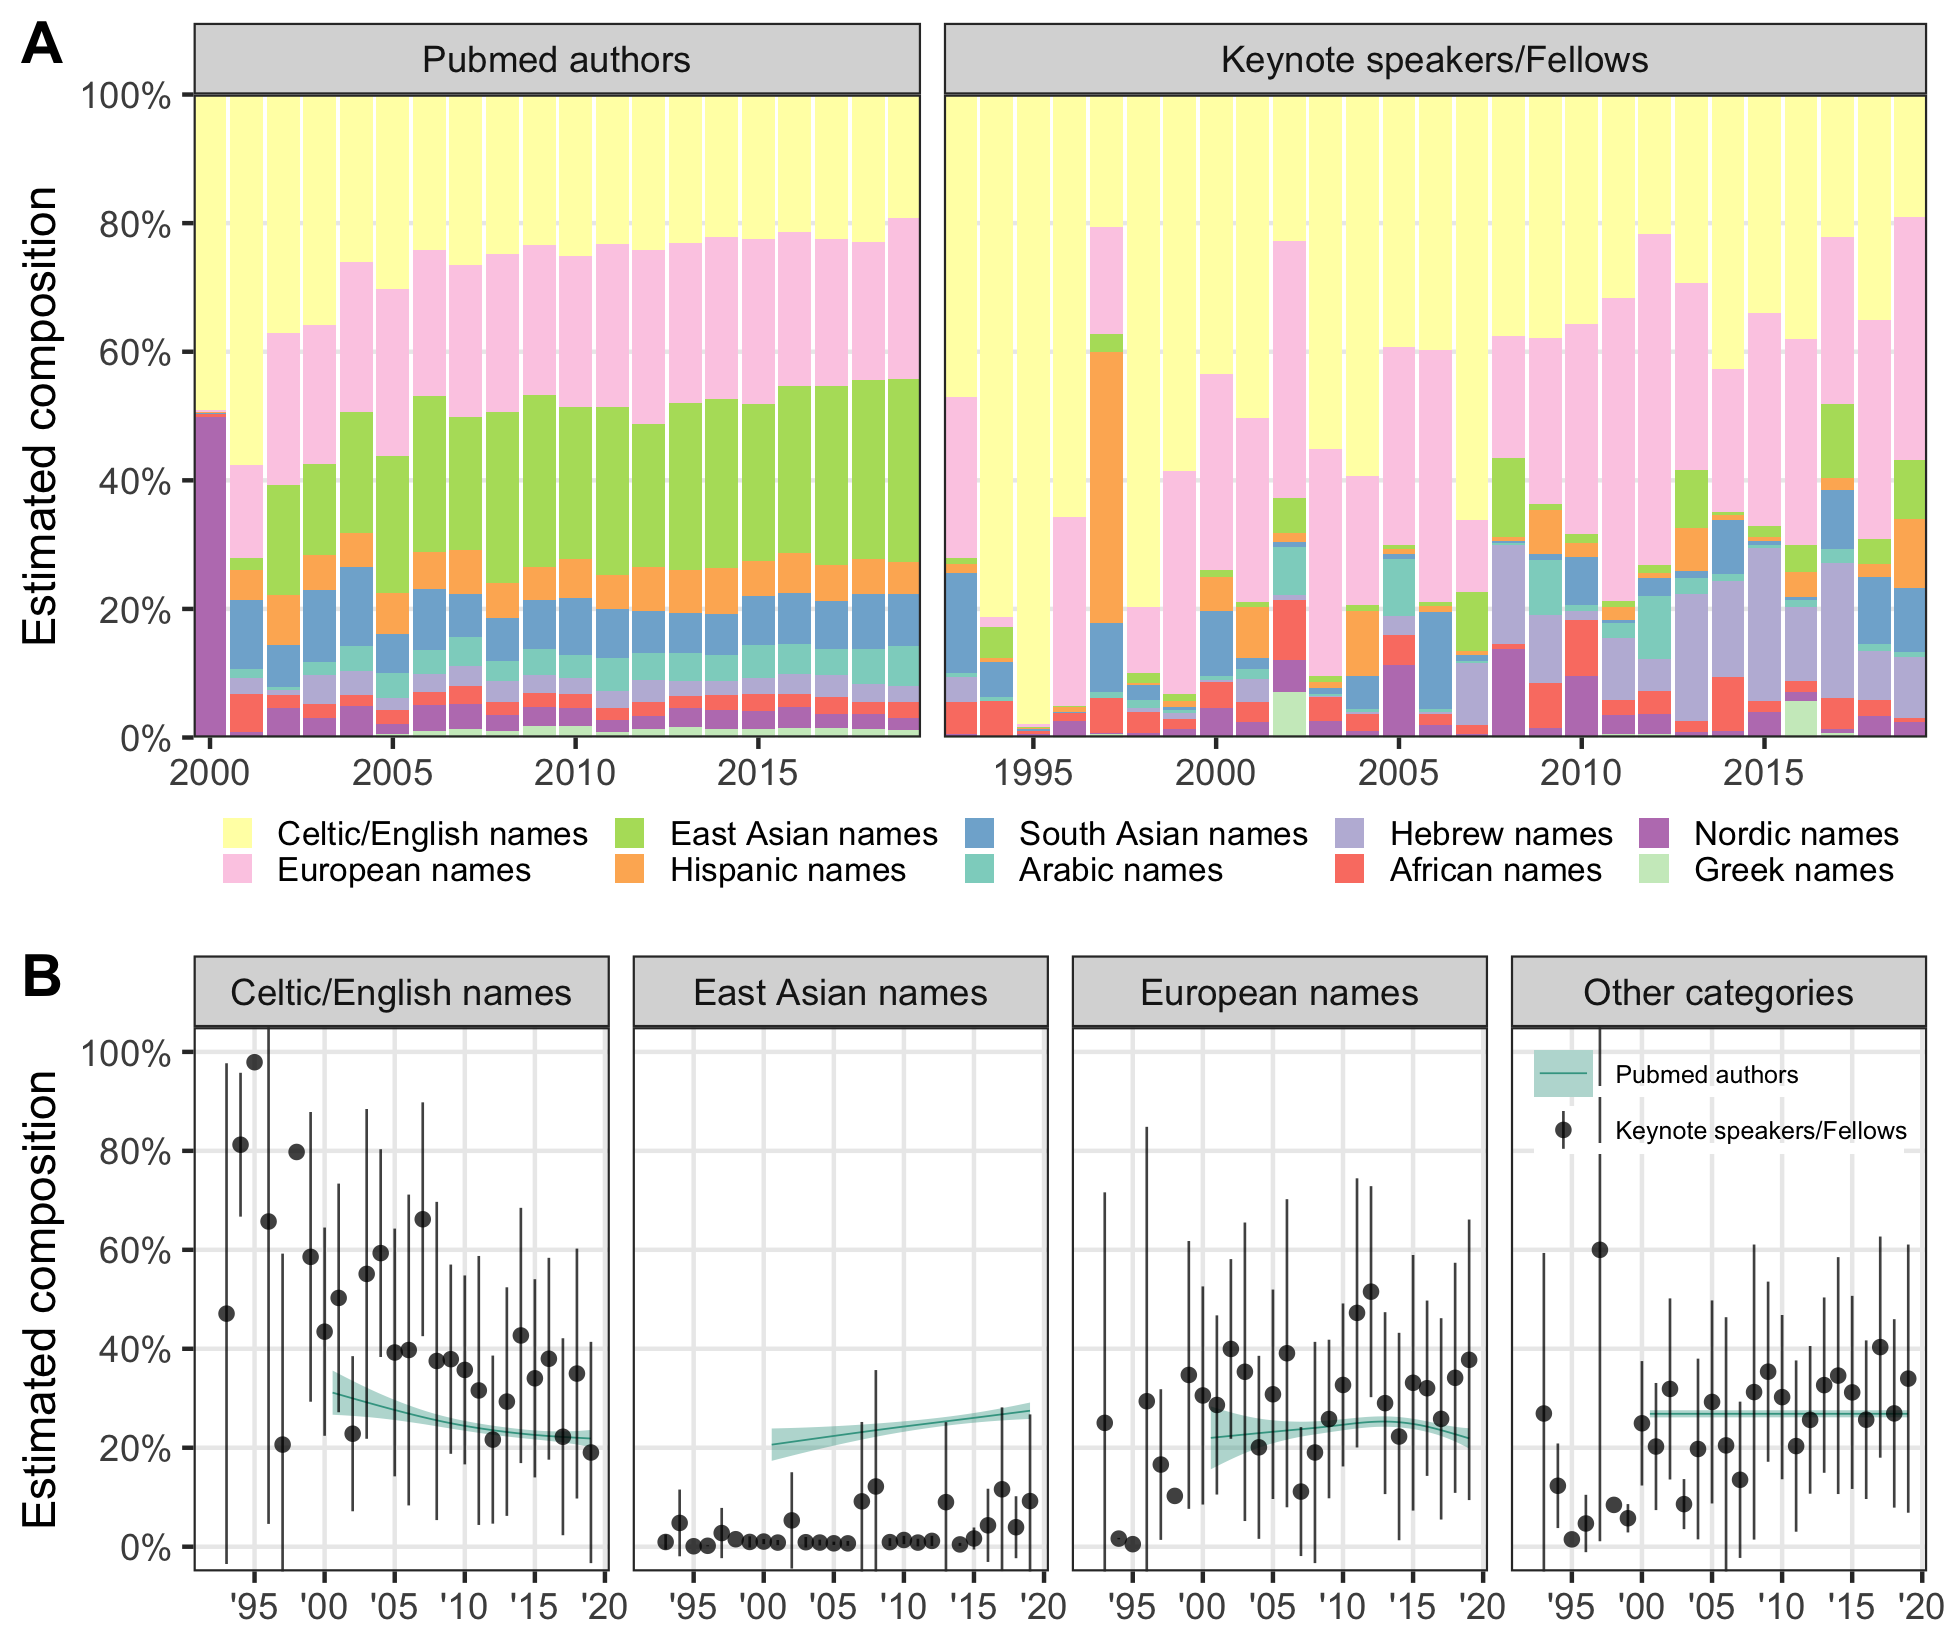 A
Pubmed authors
Keynote speakers/Fellows
Estimated composition
100%
80%
60%
40%
20%
0%
2000 2005 2010 2015
1995 2000 2005 2010 2015
Celtic/English names East Asian names South Asian names Hebrew names Nordic names
European names Hispanic names Arabic names African names Greek names
B
Celtic/English names
East Asian names
European names
Other categories
Estimated composition
100%
80%
60%
40%
20%
0%
Pubmed authors
Keynote speakers/Fellows
'95 '00 '05 '10 '15 '20
'95 '00 '05 '10 '15 '20
'95 '00 '05 '10 '15 '20
'95 '00 '05 '10 '15 '20